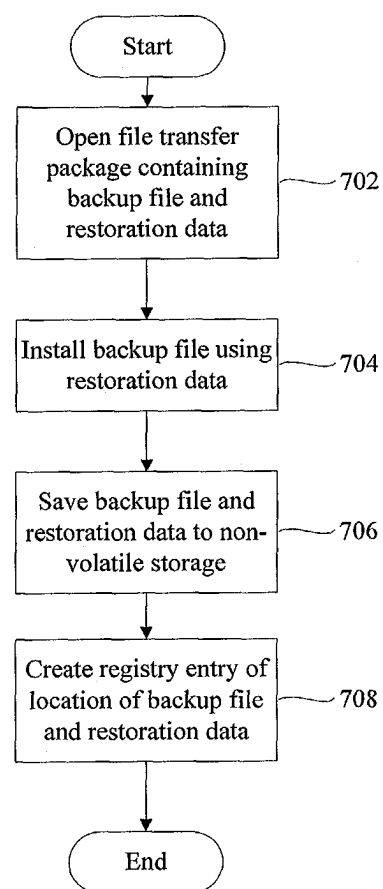 Start
Open file transfer
package containing
backup file and
restoration data
702
Install backup file using
restoration data
704
Save backup file and
restoration data to non-
volatile storage
706
Create registry entry of
location of backup file
and restoration data
708
End